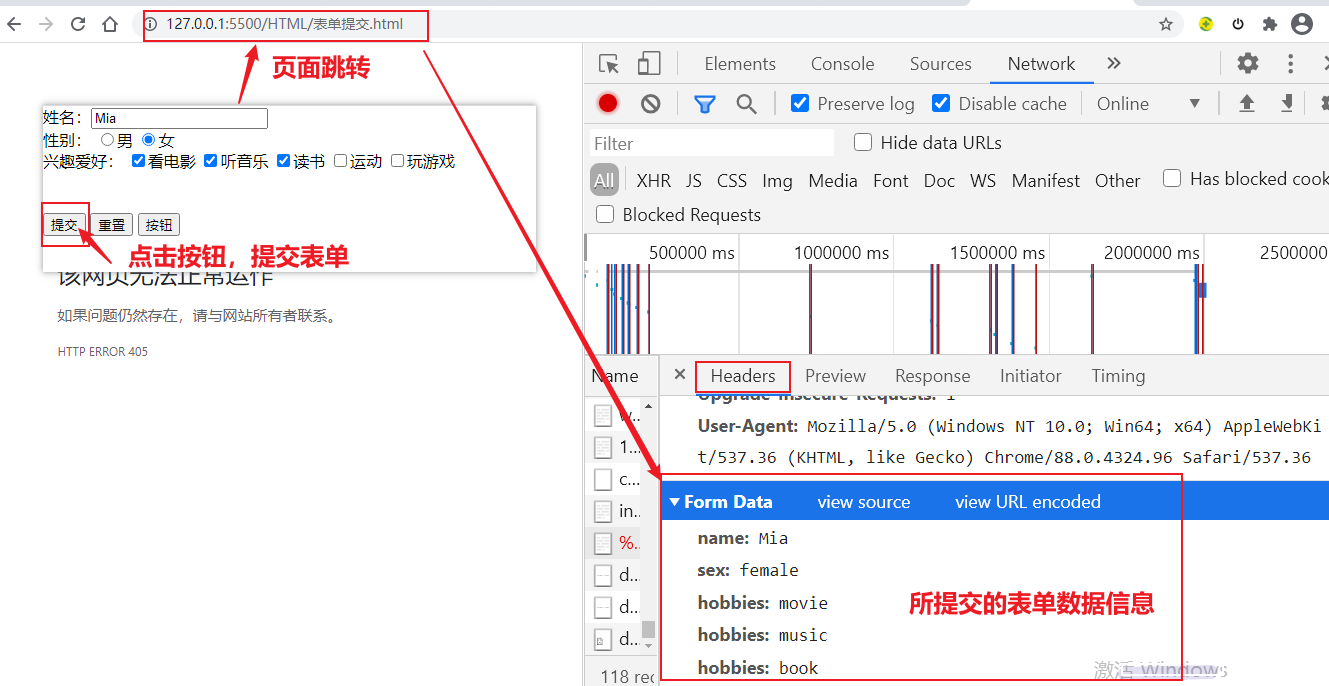 127.0.0.1:5500/HTML/表单提交.html
页面跳转
姓名： Mia
性别： 男 女
兴趣爱好： 看电影 听音乐 读书 运动 玩游戏
提交 重置 按钮
点击按钮，提交表单
该网页无法正常运作
如果问题仍然存在，请与网站所有者联系。
HTTP ERROR 405
Elements Console Sources Network
Preserve log Disable cache Online
Filter Hide data URLs
All XHR JS CSS Img Media Font Doc WS Manifest Other Has blocked cook
Blocked Requests
500000 ms 1000000 ms 1500000 ms 2000000 ms 2500000
Name Headers Preview Response Initiator Timing
w...
1...
c...
in...
%...
d...
d...
d...
118 rec
Upgrade-Insecure-Requests: 1
User-Agent: Mozilla/5.0 (Windows NT 10.0; Win64; x64) AppleWebKi
t/537.36 (KHTML, like Gecko) Chrome/88.0.4324.96 Safari/537.36
Form Data view source view URL encoded
name: Mia
sex: female
hobbies: movie
所提交的表单数据信息
hobbies: music
hobbies: book
激活 Windows